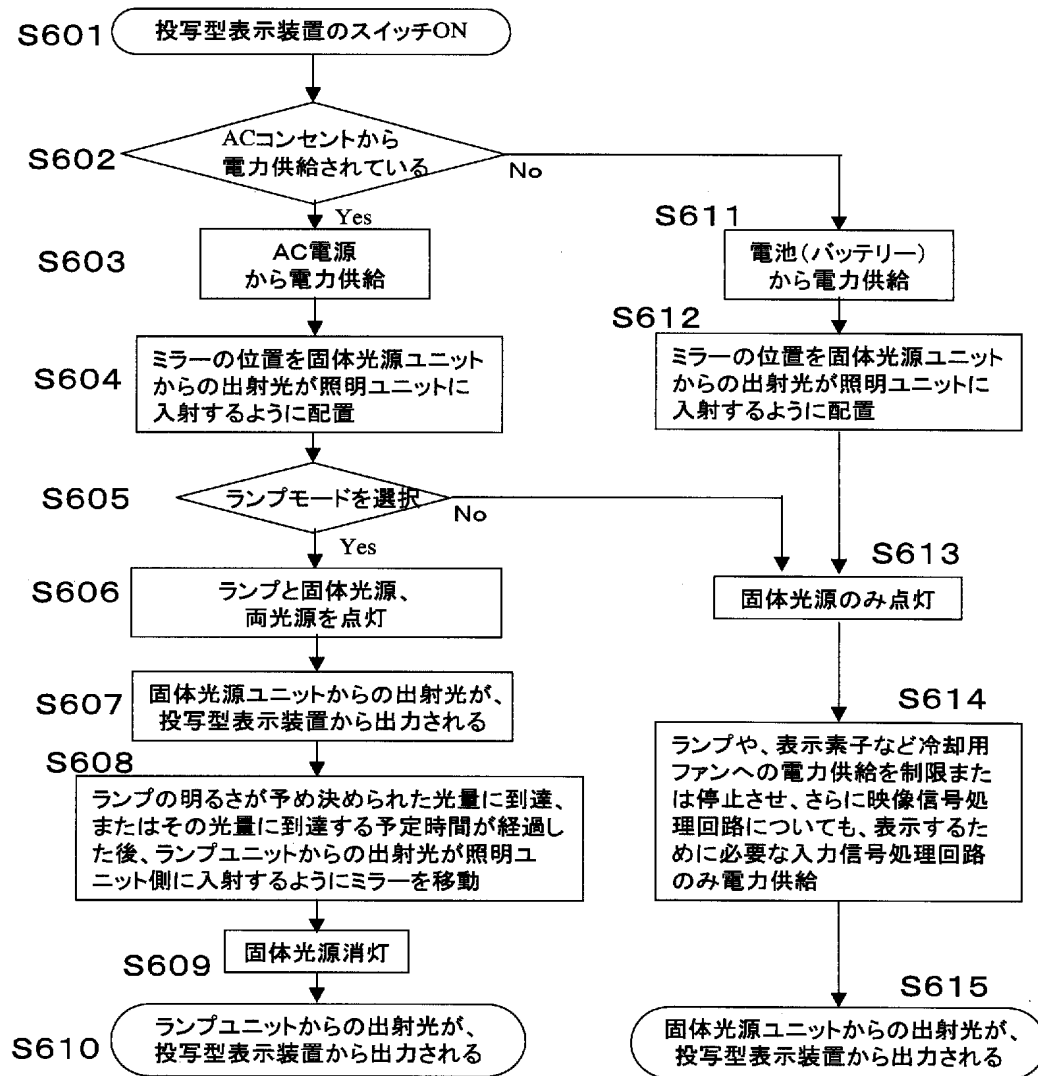 S601
投写型表示装置のスイッチON
S602
ACコンセントから
電力供給されている
No
Yes
S603
AC電源
から電力供給
S611
電池(バッテリー)
から電力供給
S604
ミラーの位置を固体光源ユニット
からの出射光が照明ユニットに
入射するように配置
S612
ミラーの位置を固体光源ユニット
からの出射光が照明ユニットに
入射するように配置
S605
ランプモードを選択
No
Yes
S606
ランプと固体光源、
両光源を点灯
S613
固体光源のみ点灯
S607
固体光源ユニットからの出射光が、
投写型表示装置から出力される
S608
ランプの明るさが予め決められた光量に到達、
またはその光量に到達する予定時間が経過し
た後、ランプユニットからの出射光が照明ユ
ニット側に入射するようにミラーを移動
S614
ランプや、表示素子など冷却用
ファンへの電力供給を制限また
は停止させ、さらに映像信号処
理回路についても、表示するた
めに必要な入力信号処理回路
のみ電力供給
S609
固体光源消灯
S610
ランプユニットからの出射光が、
投写型表示装置から出力される
S615
固体光源ユニットからの出射光が、
投写型表示装置から出力される